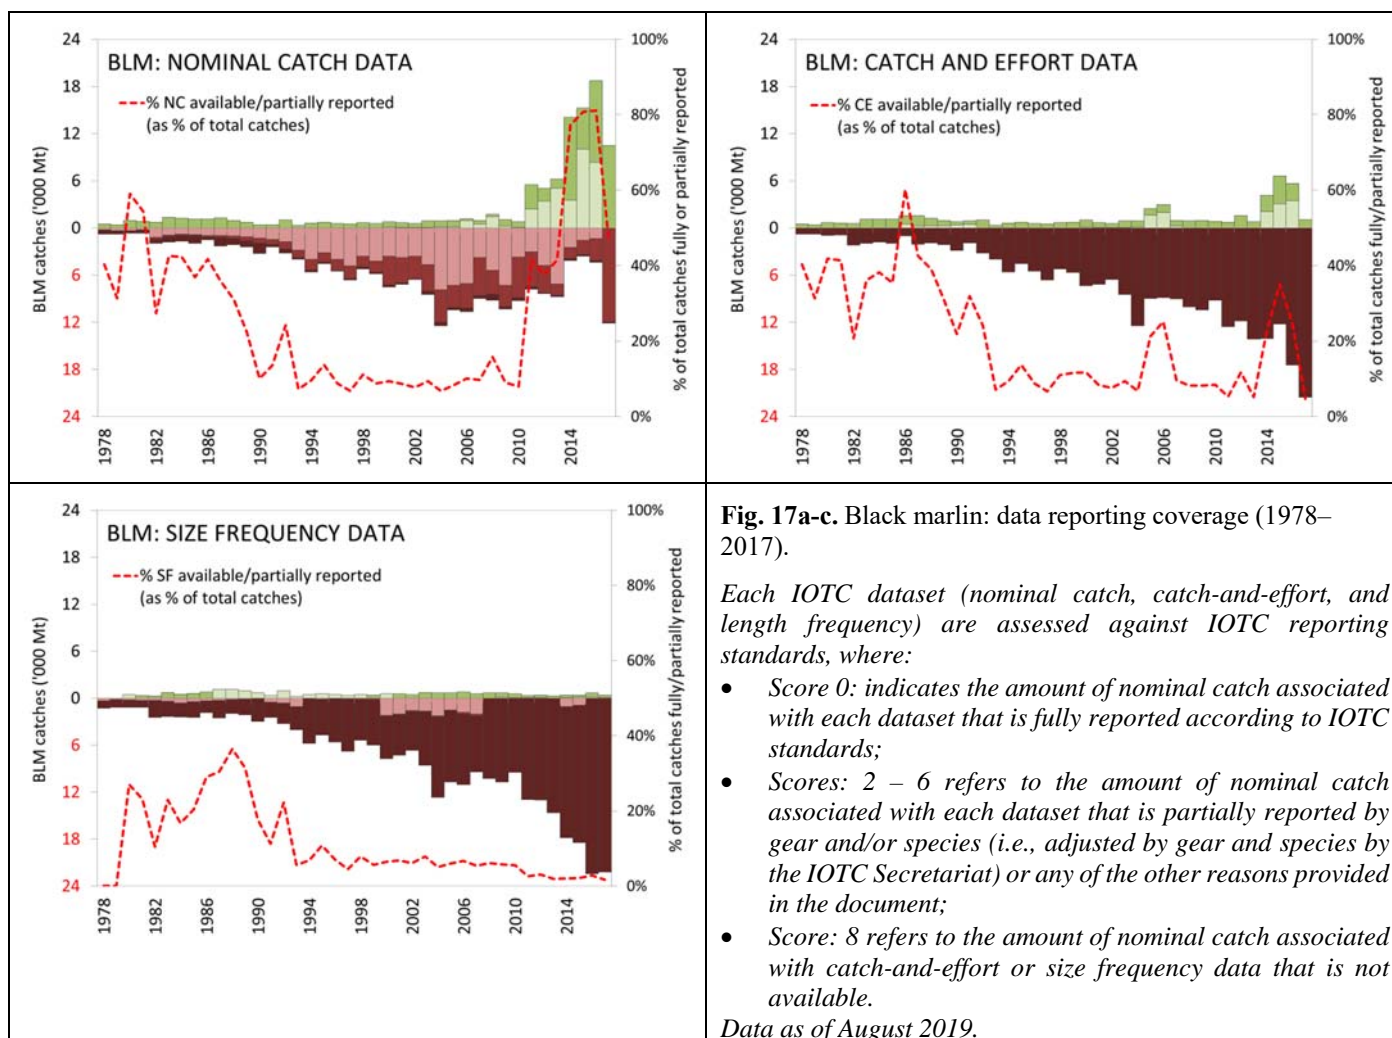 BLM: NOMINAL CATCH DATA
% NC available/partially reported
(as % of total catches)
BLM catches ('000 Mt)
24
18
12
6
0
6
12
18
24
100%
80%
60%
40%
20%
0%
% of total catches fully or partially reported
1978
1982
1986
1990
1994
1998
2002
2006
2010
2014
BLM: CATCH AND EFFORT DATA
% CE available/partially reported
(as % of total catches)
BLM catches ('000 Mt)
24
18
12
6
0
6
12
18
24
100%
80%
60%
40%
20%
0%
% of total catches fully/partially reported
1978
1982
1986
1990
1994
1998
2002
2006
2010
2014
BLM: SIZE FREQUENCY DATA
% SF available/partially reported
(as % of total catches)
BLM catches ('000 Mt)
24
18
12
6
0
6
12
18
24
100%
80%
60%
40%
20%
0%
% of total catches fully/partially reported
1978
1982
1986
1990
1994
1998
2002
2006
2010
2014
Fig. 17a-c. Black marlin: data reporting coverage (1978–
2017).
Each IOTC dataset (nominal catch, catch-and-effort, and
length frequency) are assessed against IOTC reporting
standards, where:
• Score 0: indicates the amount of nominal catch associated
with each dataset that is fully reported according to IOTC
standards;
• Scores: 2 – 6 refers to the amount of nominal catch
associated with each dataset that is partially reported by
gear and/or species (i.e., adjusted by gear and species by
the IOTC Secretariat) or any of the other reasons provided
in the document;
• Score: 8 refers to the amount of nominal catch associated
with catch-and-effort or size frequency data that is not
available.
Data as of August 2019.